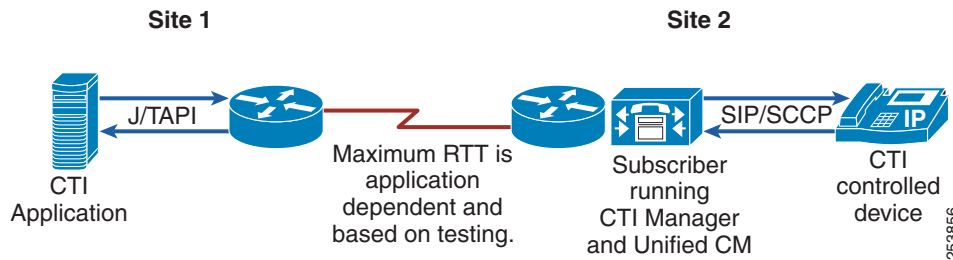 Site 1
Site 2
J/TAPI
SIP/SCCP
IP
CTI
Application
Maximum RTT is
application
dependent and
based on testing.
Subscriber
running
CTI Manager
and Unified CM
CTI
controlled
device
253856